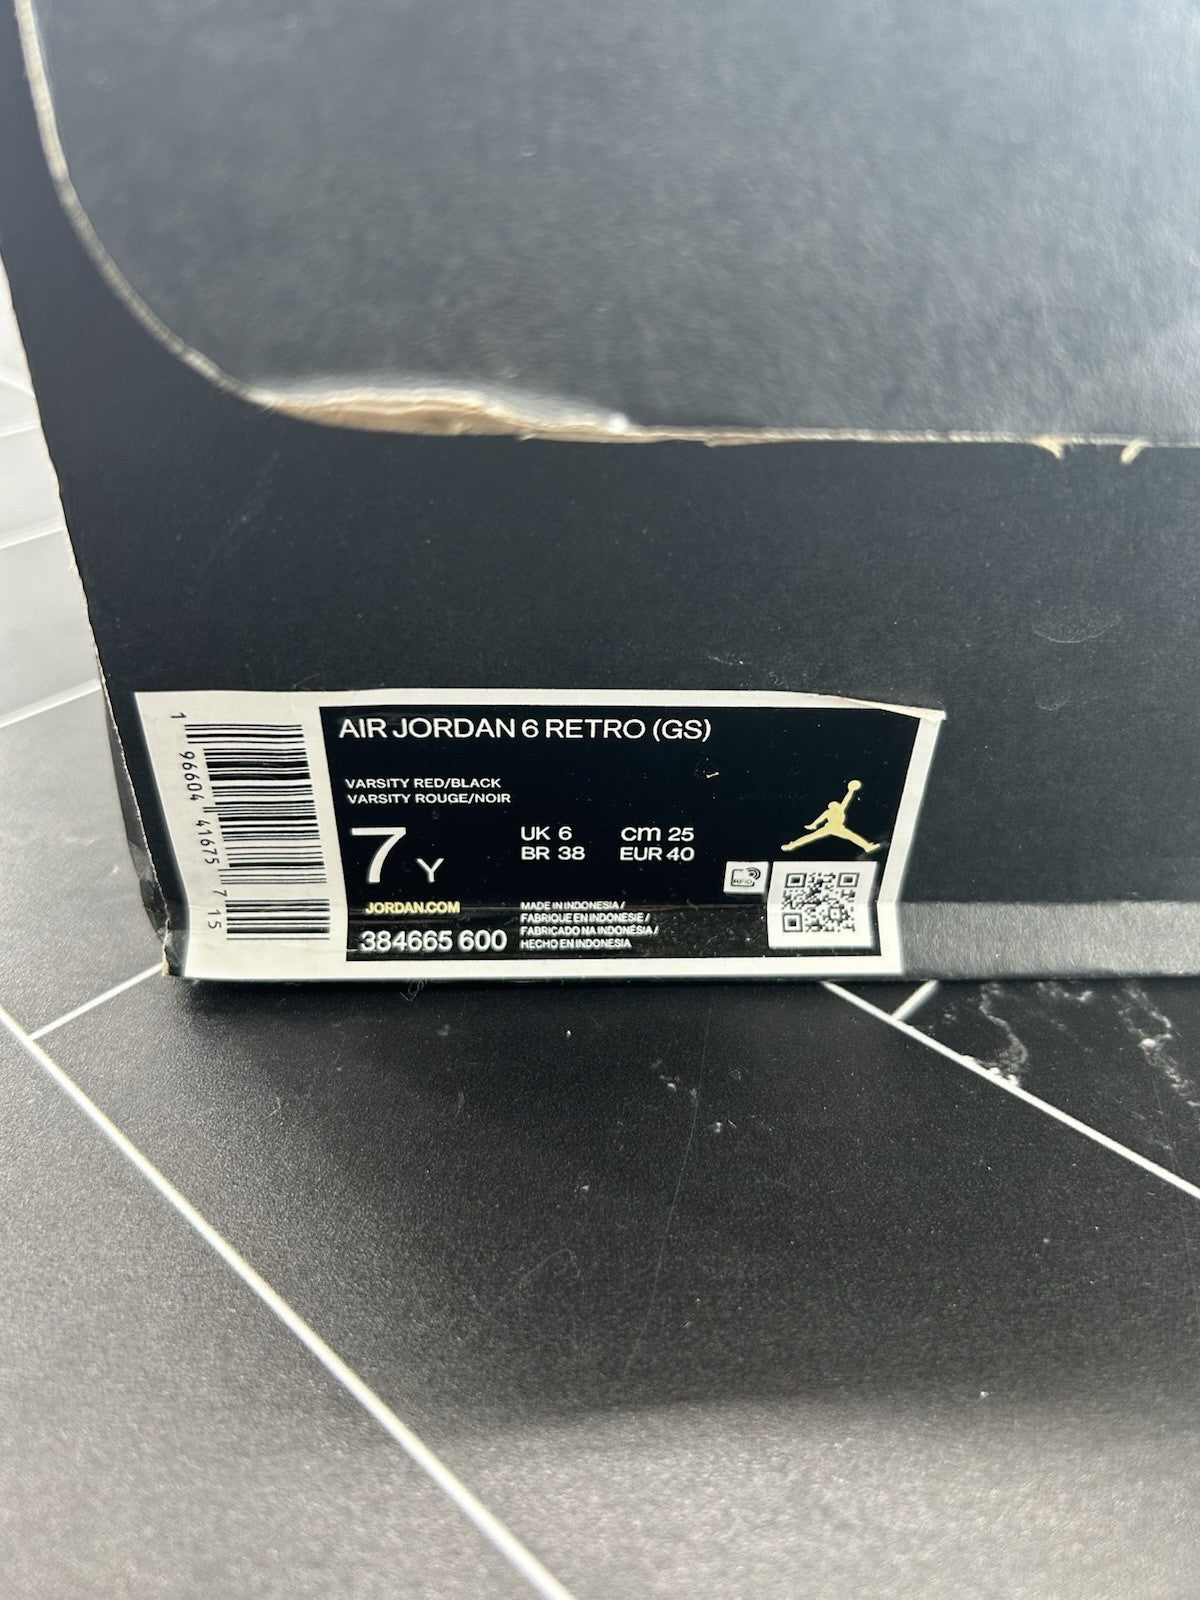 AIR JORDAN 6 RETRO (GS)
VARSITY RED/BLACK
VARSITY ROUGE/NOIR
7 Y
UK 6 cm 25
BR 38 EUR 40
RFID
JORDAN.COM
384665 600
MADE IN INDONESIA /
FABRIQUE EN INDONESIE /
FABRICADO NA INDONÉSIA /
HECHO EN INDONESIA
1 96604 41675 7 15